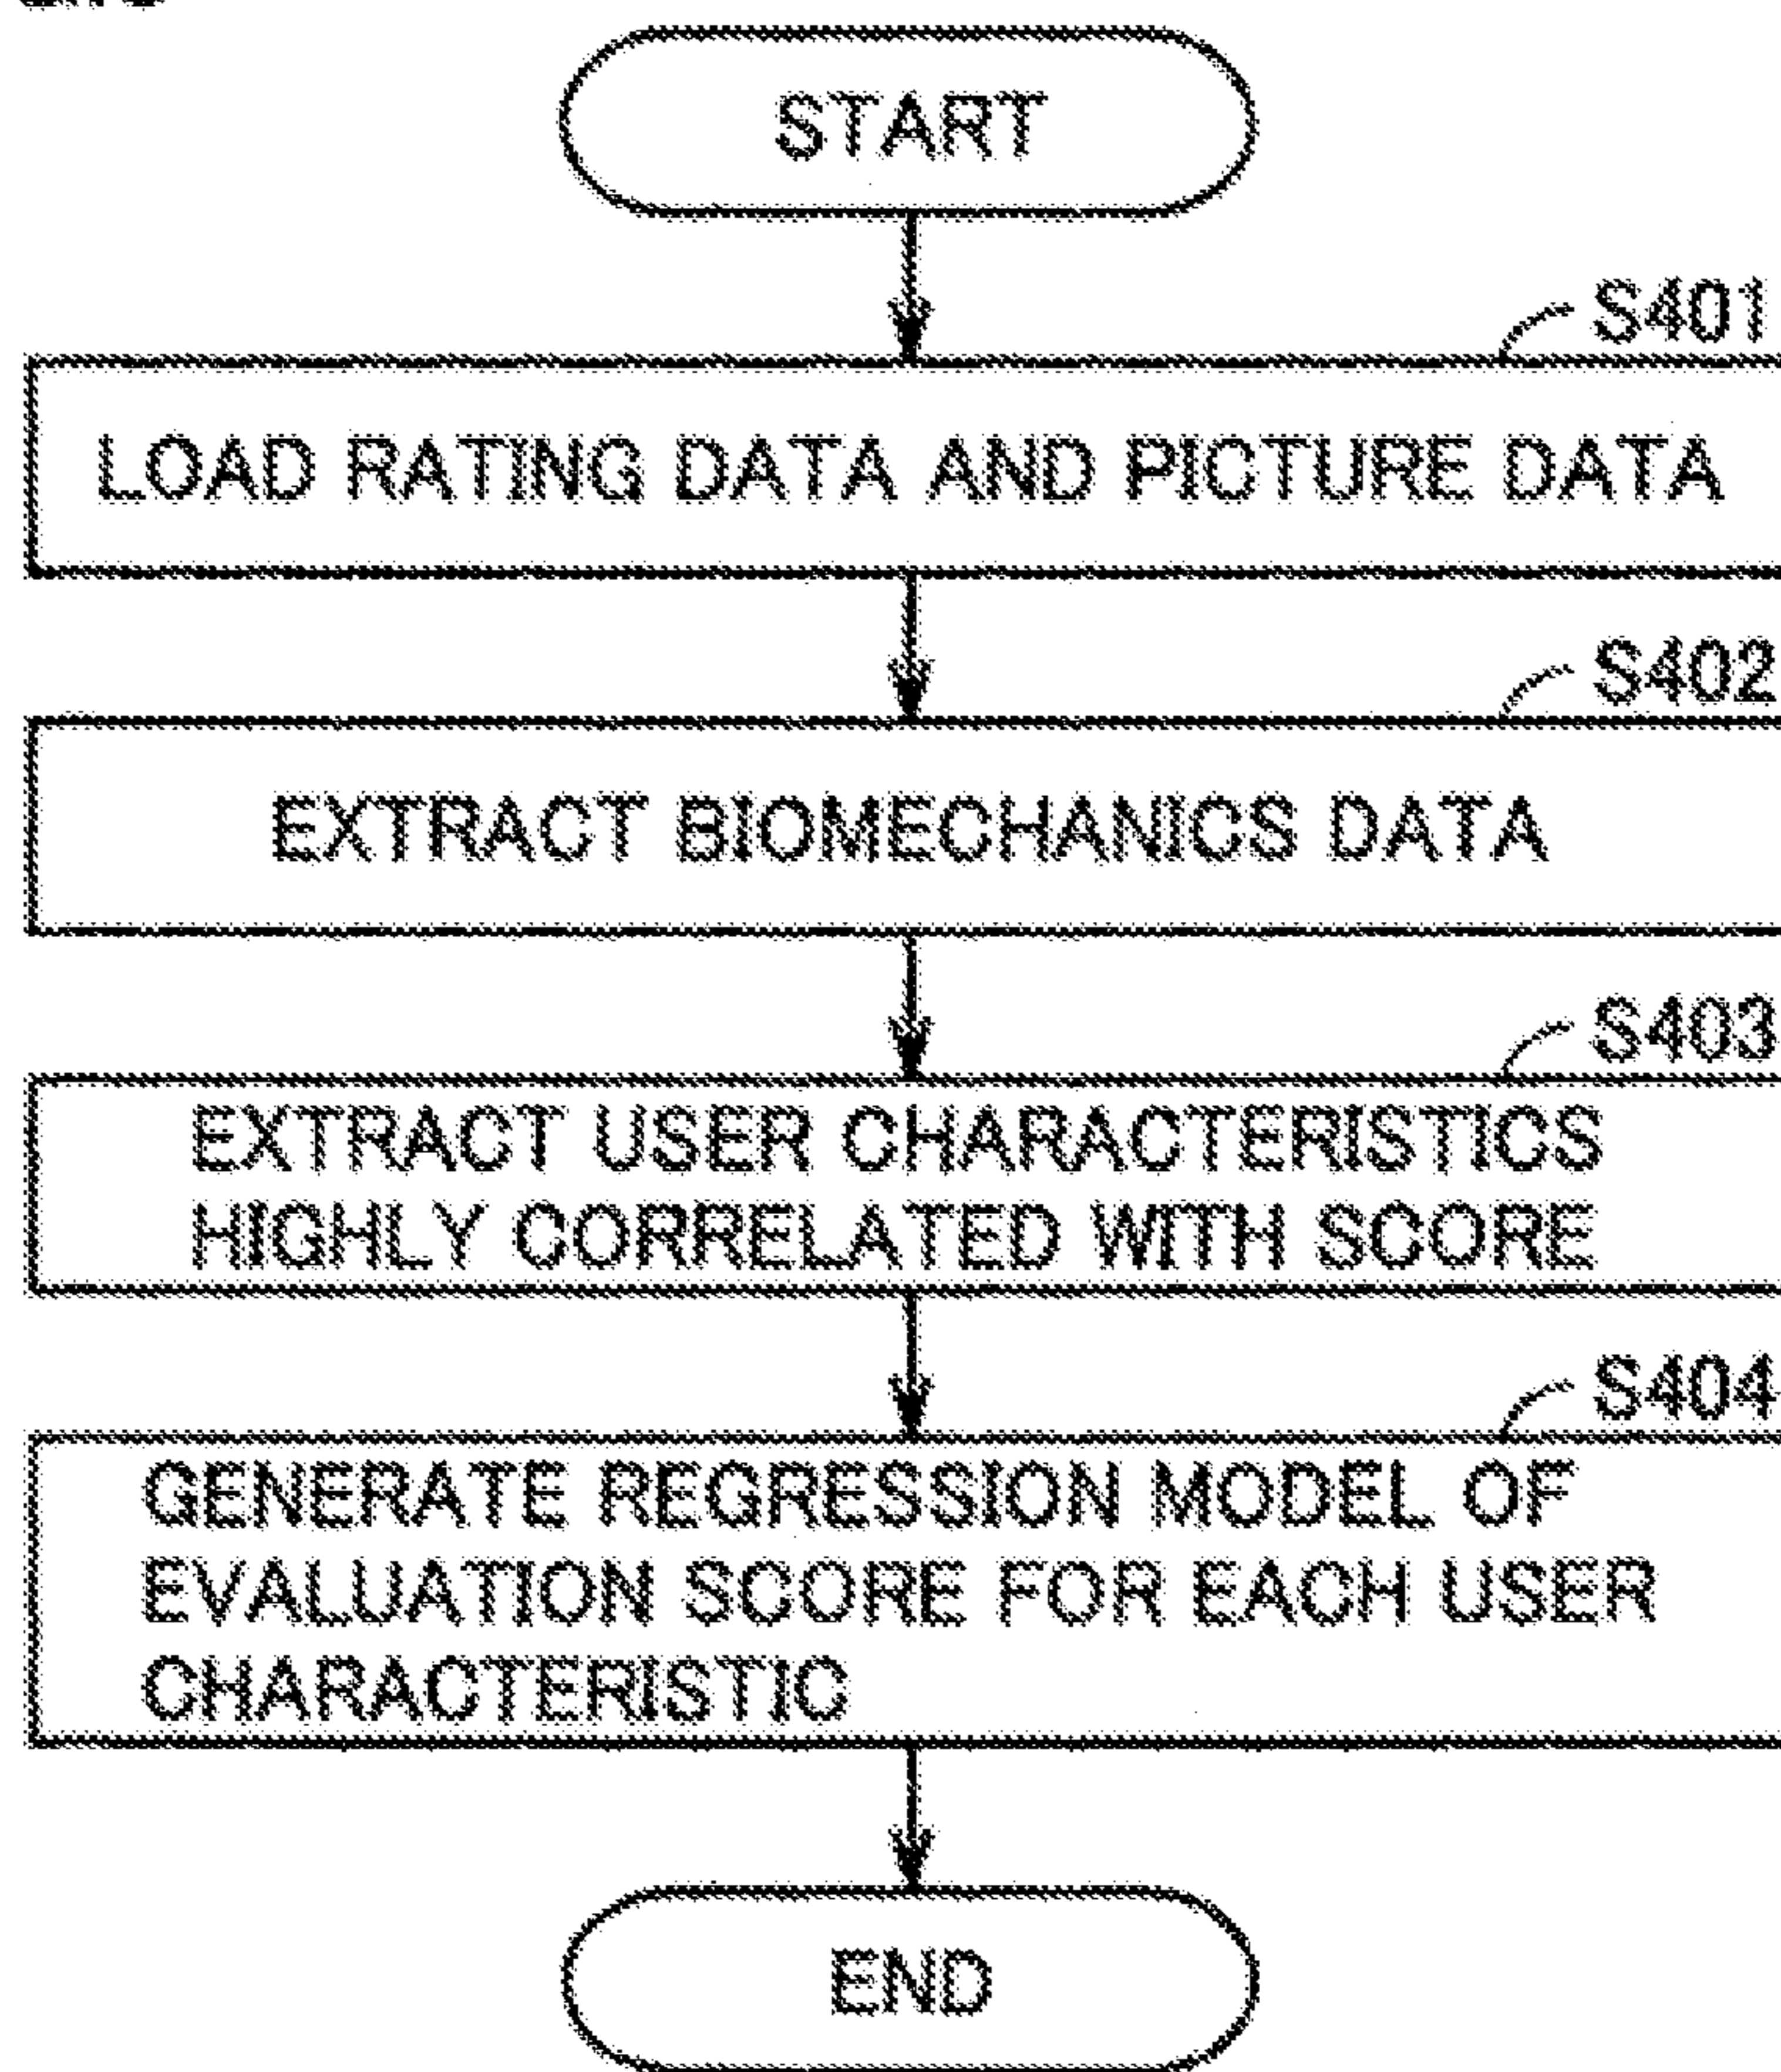 START
S401
LOAD RATING DATA AND PICTURE DATA
S402
EXTRACT BIOMECHANICS DATA
S403
EXTRACT USER CHARACTERISTICS
HIGHLY CORRELATED WITH SCORE
S404
GENERATE REGRESSION MODEL OF
EVALUATION SCORE FOR EACH USER
CHARACTERISTIC
END